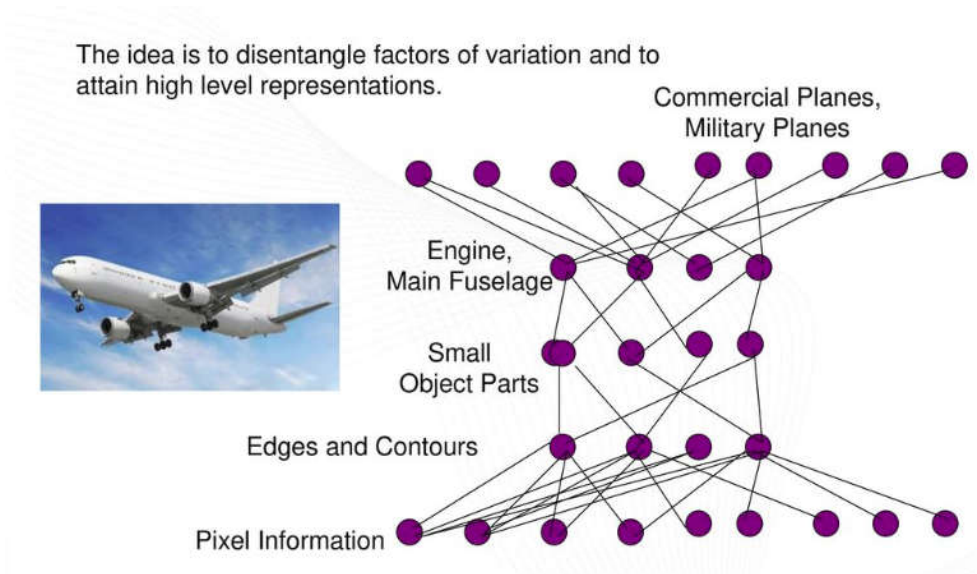 The idea is to disentangle factors of variation and to
attain high level representations.
Commercial Planes,
Military Planes
Engine,
Main Fuselage
Small
Object Parts
Edges and Contours
Pixel Information